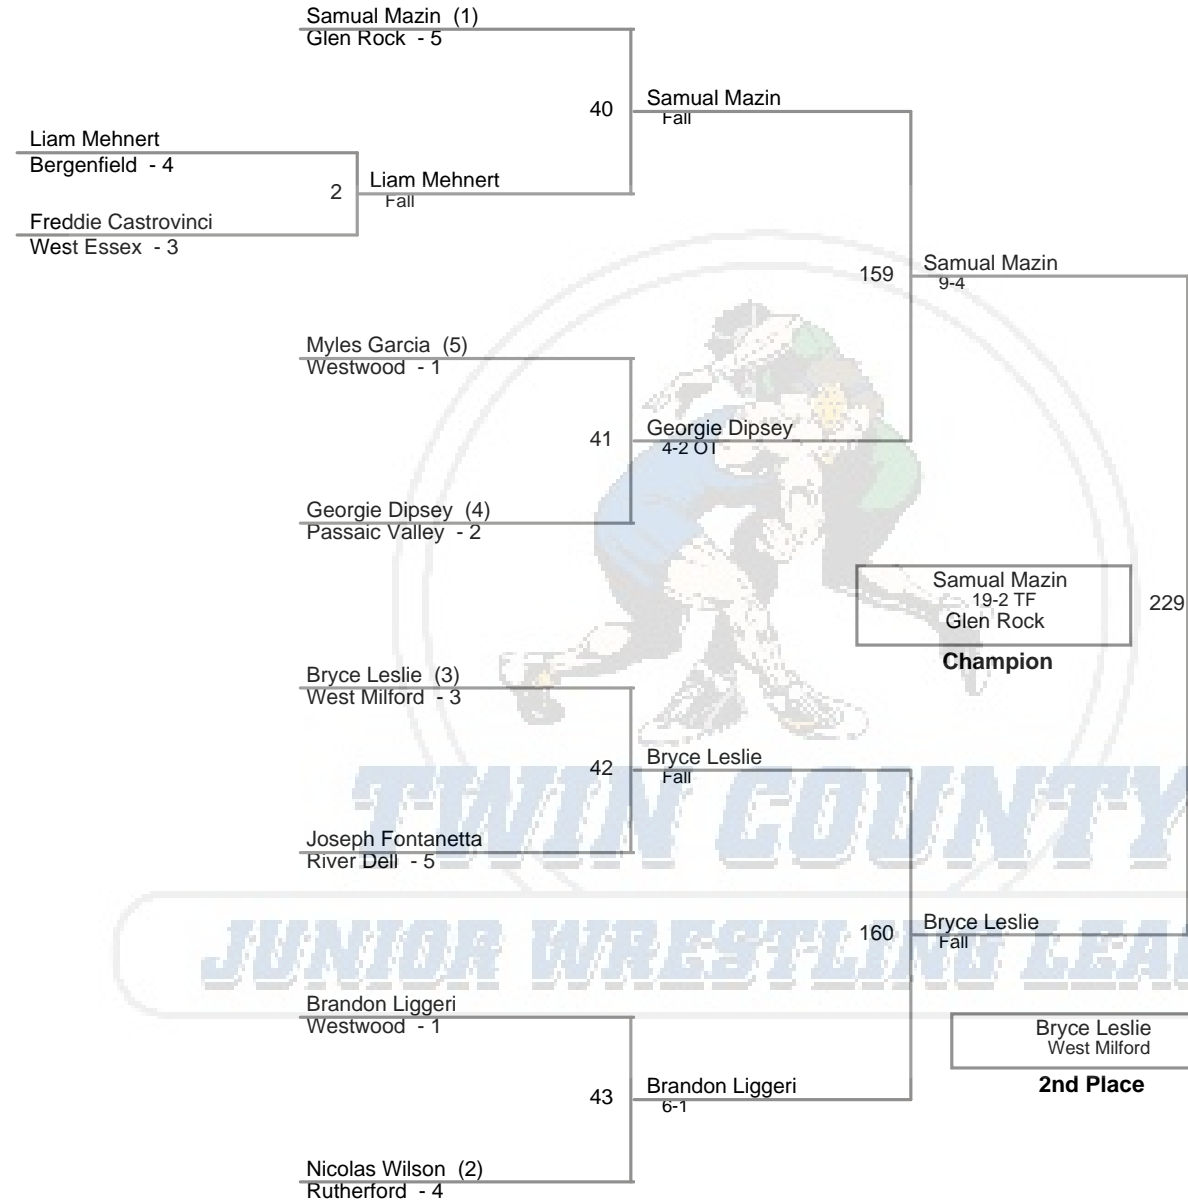 Samual Mazin (1)
Glen Rock - 5
40
Samual Mazin
Fall
Liam Mehnert
Bergenfield - 4
2
Liam Mehnert
Fall
Freddie Castrovinci
West Essex - 3
159
Samual Mazin
9-4
Myles Garcia (5)
Westwood - 1
41
Georgie Dipsey
4-2 OT
Georgie Dipsey (4)
Passaic Valley - 2
Samual Mazin
19-2 TF
Glen Rock
229
Champion
Bryce Leslie (3)
West Milford - 3
42
Bryce Leslie
Fall
TWIN COUNTY
Joseph Fontanetta
River Dell - 5
160
Bryce Leslie
Fall
JUNIOR WRESTLING
Brandon Liggeri
Westwood - 1
Bryce Leslie
West Milford
2nd Place
43
Brandon Liggeri
6-1
Nicolas Wilson (2)
Rutherford - 4